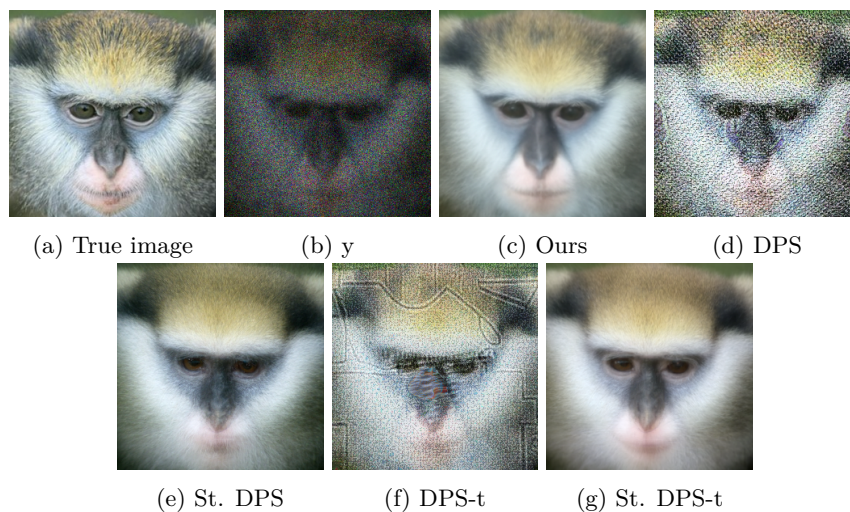 (a) True image
(b) y
(c) Ours
(d) DPS
(e) St. DPS
(f) DPS-t
(g) St. DPS-t